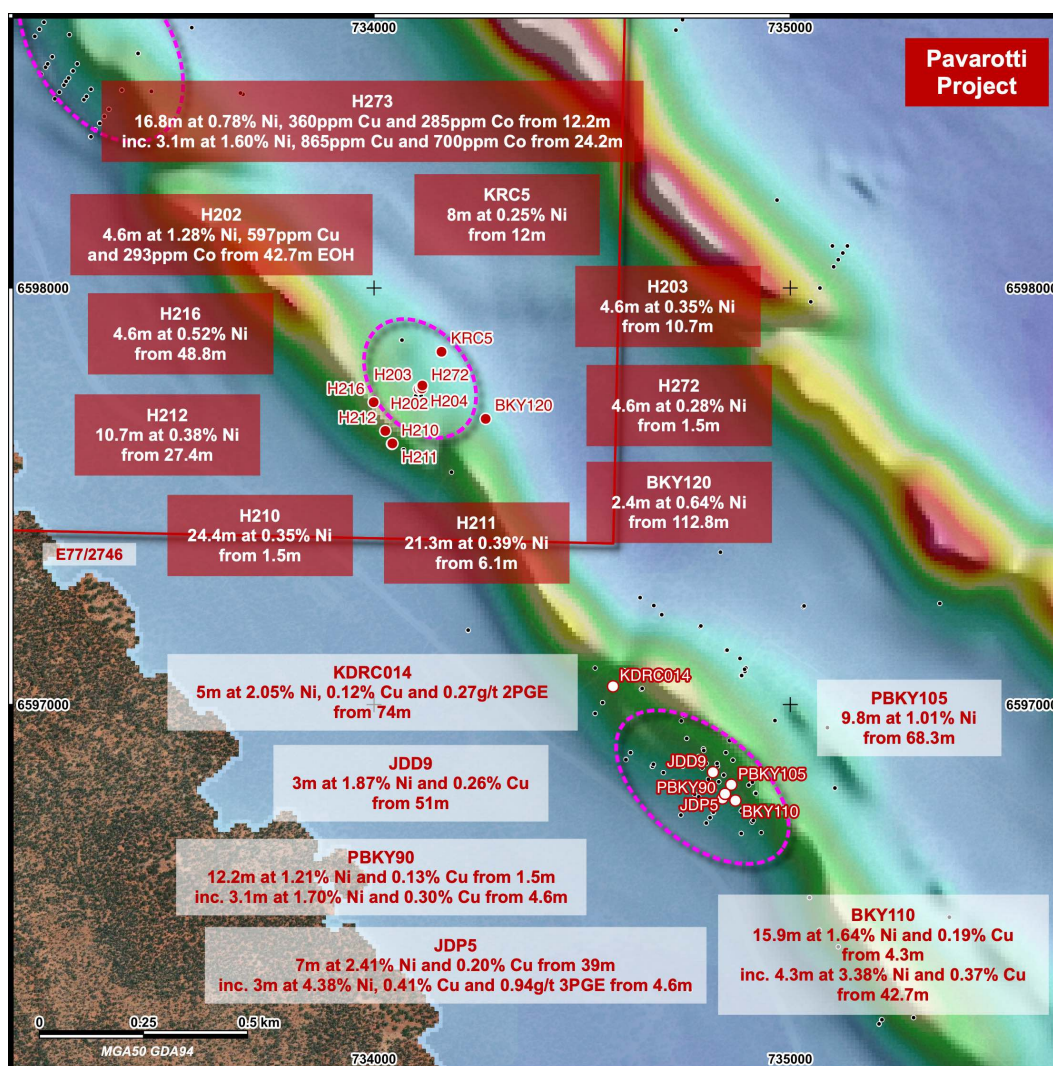 734000
735000
Pavarotti
Project
H273
16.8m at 0.78% Ni, 360ppm Cu and 285ppm Co from 12.2m
inc. 3.1m at 1.60% Ni, 865ppm Cu and 700ppm Co from 24.2m
KRC5
8m at 0.25% Ni
from 12m
H202
4.6m at 1.28% Ni, 597ppm Cu
and 293ppm Co from 42.7m EOH
6598000
6598000
H203
4.6m at 0.35% Ni
from 10.7m
H216
4.6m at 0.52% Ni
from 48.8m
KRC5
H203
H272
H216
H202
H204
BKY120
H212
H210
H211
H272
4.6m at 0.28% Ni
from 1.5m
H212
10.7m at 0.38% Ni
from 27.4m
BKY120
2.4m at 0.64% Ni
from 112.8m
H210
24.4m at 0.35% Ni
from 1.5m
H211
21.3m at 0.39% Ni
from 6.1m
E77/2746
KDRC014
5m at 2.05% Ni, 0.12% Cu and 0.27g/t 2PGE
from 74m
KDRC014
PBKY105
9.8m at 1.01% Ni
from 68.3m
6597000
6597000
JDD9
3m at 1.87% Ni and 0.26% Cu
from 51m
JDD9
PBKY105
PBKY90
JDP5
BKY110
PBKY90
12.2m at 1.21% Ni and 0.13% Cu from 1.5m
inc. 3.1m at 1.70% Ni and 0.30% Cu from 4.6m
JDP5
7m at 2.41% Ni and 0.20% Cu from 39m
inc. 3m at 4.38% Ni, 0.41% Cu and 0.94g/t 3PGE from 4.6m
BKY110
15.9m at 1.64% Ni and 0.19% Cu
from 4.3m
inc. 4.3m at 3.38% Ni and 0.37% Cu
from 42.7m
0 0.25 0.5 km
MGA50 GDA94
734000
735000